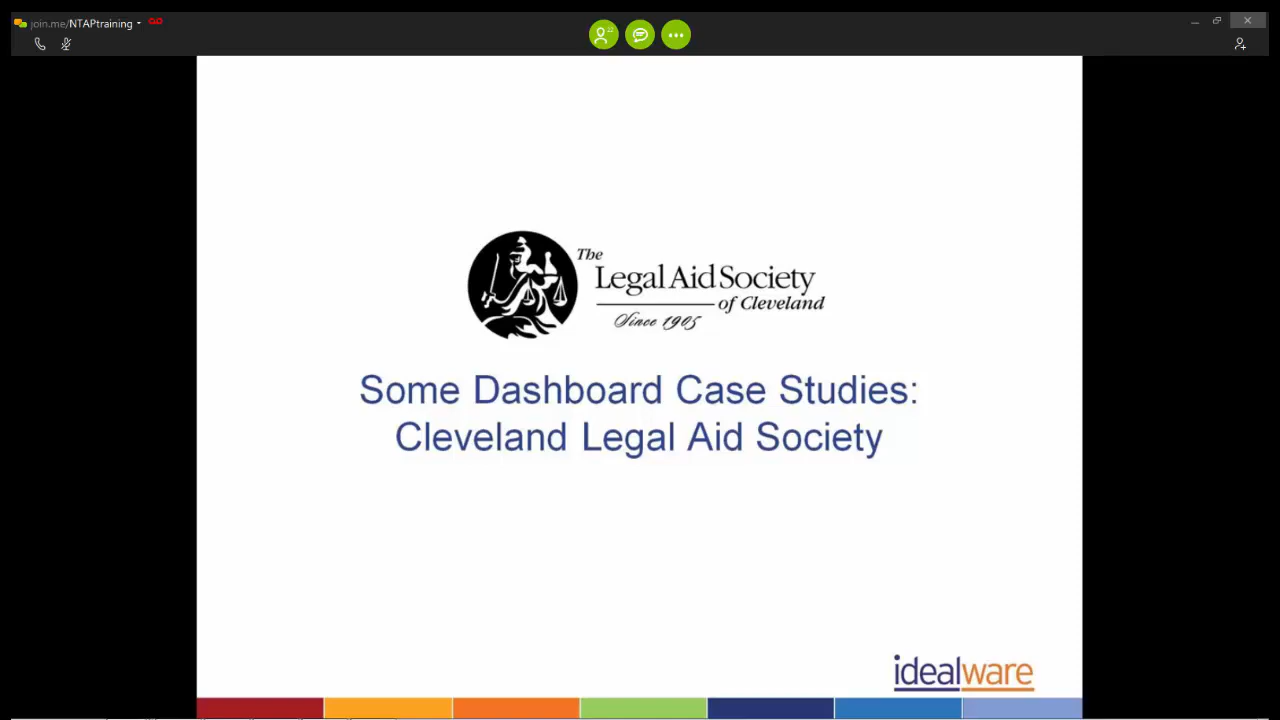 join.me/NTAPtraining
22
The
Legal Aid Society
of Cleveland
Since 1905
Some Dashboard Case Studies:
Cleveland Legal Aid Society
idealware